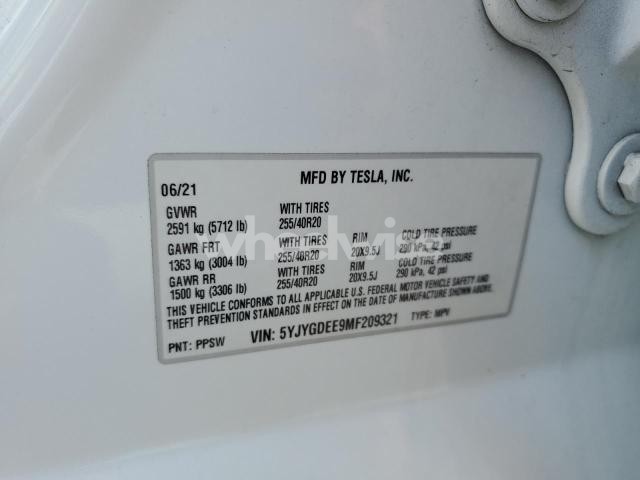 06/21 MFD BY TESLA, INC.
GVWR WITH TIRES
2591 kg (5712 lb) 255/40R20
GAWR FRT WITH TIRES RIM COLD TIRE PRESSURE
1363 kg (3004 lb) 255/40R20 20X9.5J 290 kPa, 42 psi
GAWR RR WITH TIRES RIM COLD TIRE PRESSURE
1500 kg (3306 lb) 255/40R20 20X9.5J 290 kPa, 42 psi
THIS VEHICLE CONFORMS TO ALL APPLICABLE U.S. FEDERAL MOTOR VEHICLE SAFETY AND
THEFT PREVENTION STANDARDS IN EFFECT ON THE DATE OF MANUFACTURE SHOWN ABOVE.
PNT: PPSW VIN: 5YJYGDEE9MF209321 TYPE: MPV